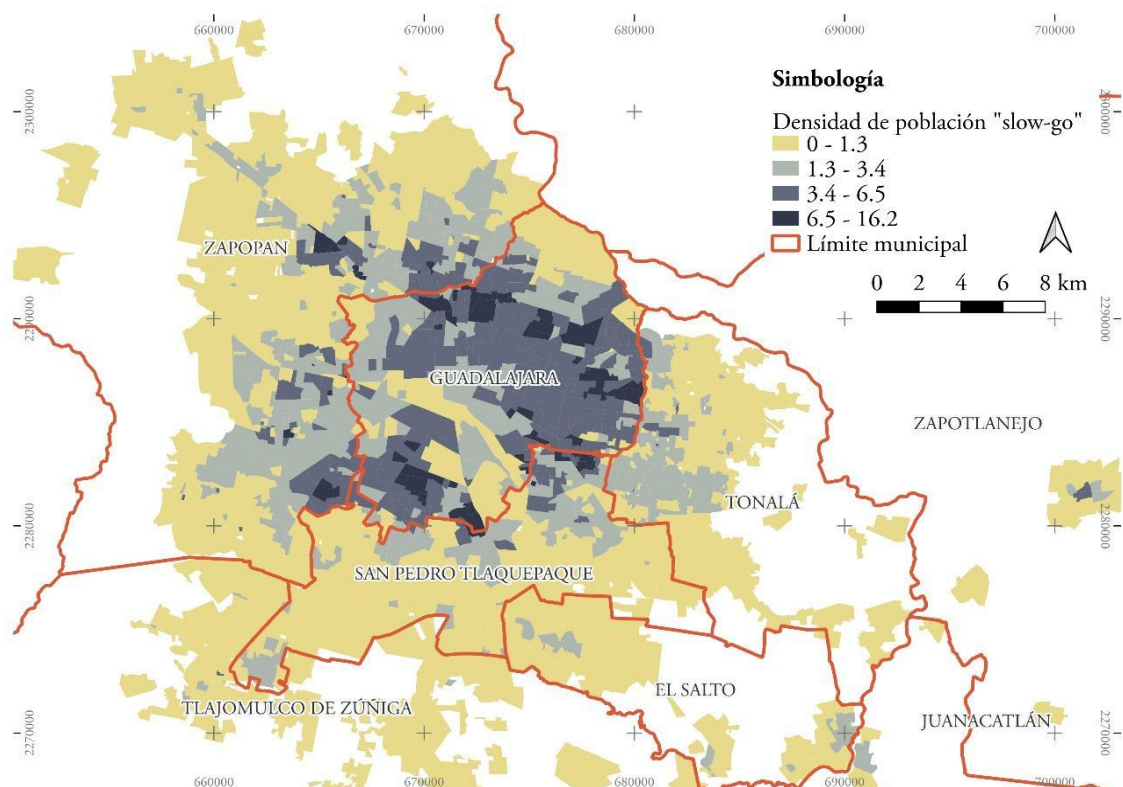 660000
670000
680000
690000
700000
2300000
2300000
Simbología
Densidad de población "slow-go"
0 - 1.3
1.3 - 3.4
3.4 - 6.5
6.5 - 16.2
Límite municipal
0 2 4 6 8 km
ZAPOPAN
2290000
2290000
GUADALAJARA
ZAPOTLANEJO
TONALÁ
2280000
2280000
SAN PEDRO TLAQUEPAQUE
EL SALTO
TLAJOMULCO DE ZÚÑIGA
JUANACATLÁN
2270000
2270000
660000
670000
680000
690000
700000